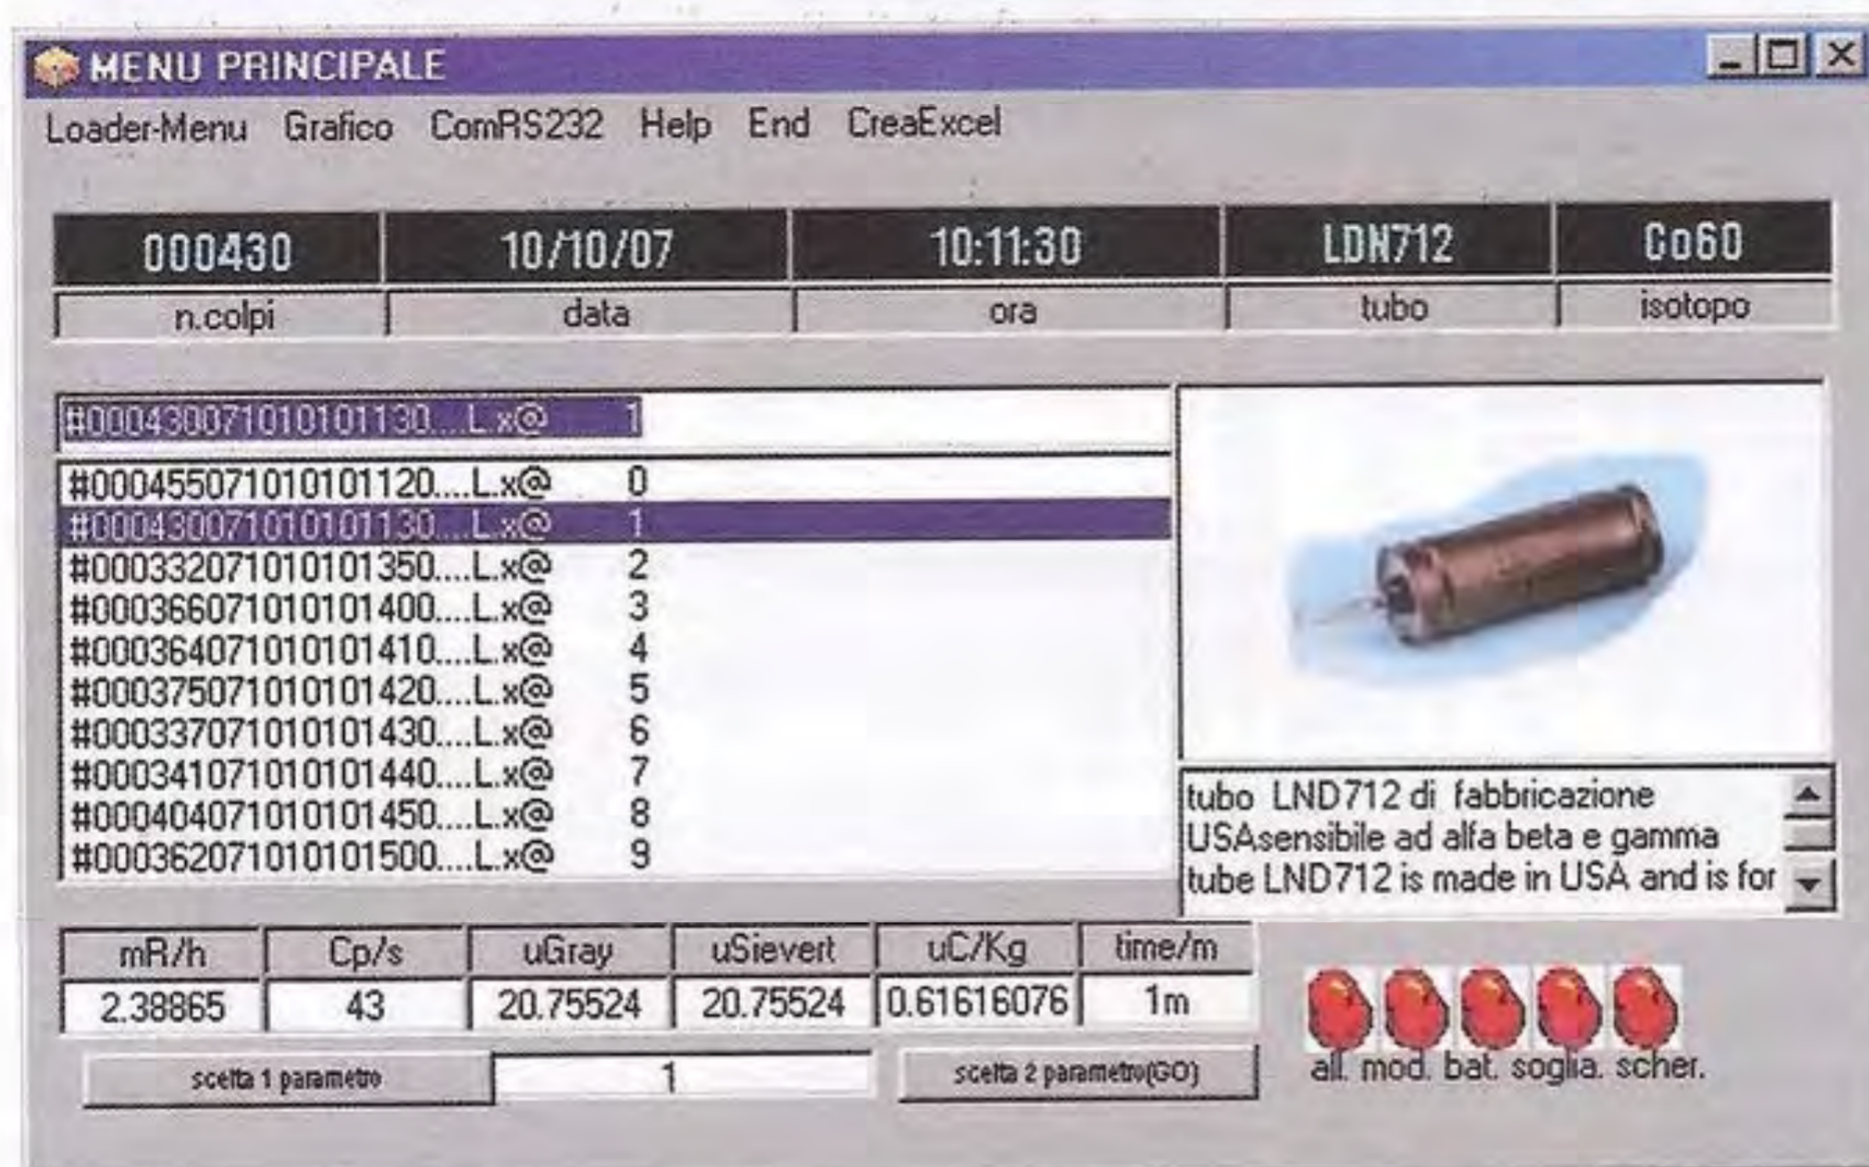 MENU PRINCIPALE
Loader-Menu Grafico ComRS232 Help End CreaExcel
000430 10/10/07 10:11:30 LDN712 Co60
n.colpi data ora tubo isotopo
#000430071010101130....L.x@ 1
#000455071010101120....L.x@ 0
#000430071010101130....L.x@ 1
#000332071010101350....L.x@ 2
#000366071010101400....L.x@ 3
#000364071010101410....L.x@ 4
#000375071010101420....L.x@ 5
#000337071010101430....L.x@ 6
#000341071010101440....L.x@ 7
#000404071010101450....L.x@ 8
#000362071010101500....L.x@ 9
tubo LND712 di fabbricazione
USAsensibile ad alfa beta e gamma
tube LND712 is made in USA and is for
mR/h Cp/s uGray uSievert uC/Kg time/m
2.38865 43 20.75524 20.75524 0.61616076 1m
all. mod. bat. soglia. scher.
scelta 1 parametro 1 scelta 2 parametro(GO)